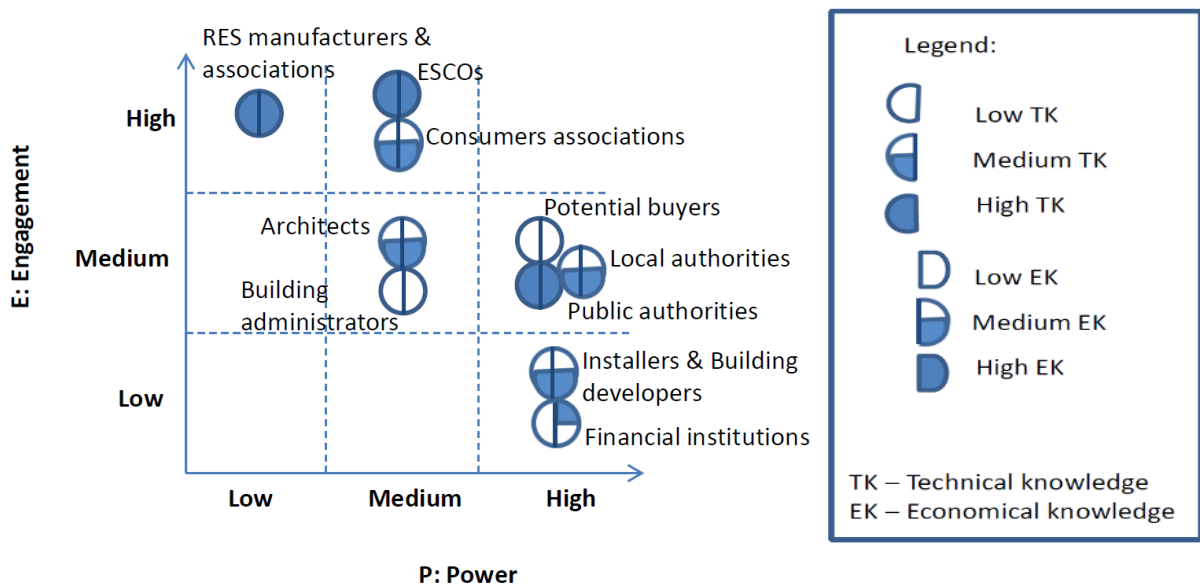 RES manufacturers &
associations
ESCOs
High
Consumers associations
E: Engagement
Potential buyers
Architects
Medium
Local authorities
Building
administrators
Public authorities
Installers & Building
developers
Low
Financial institutions
Low
Medium
High
P: Power
Legend:
Low TK
Medium TK
High TK
Low EK
Medium EK
High EK
TK – Technical knowledge
EK – Economical knowledge